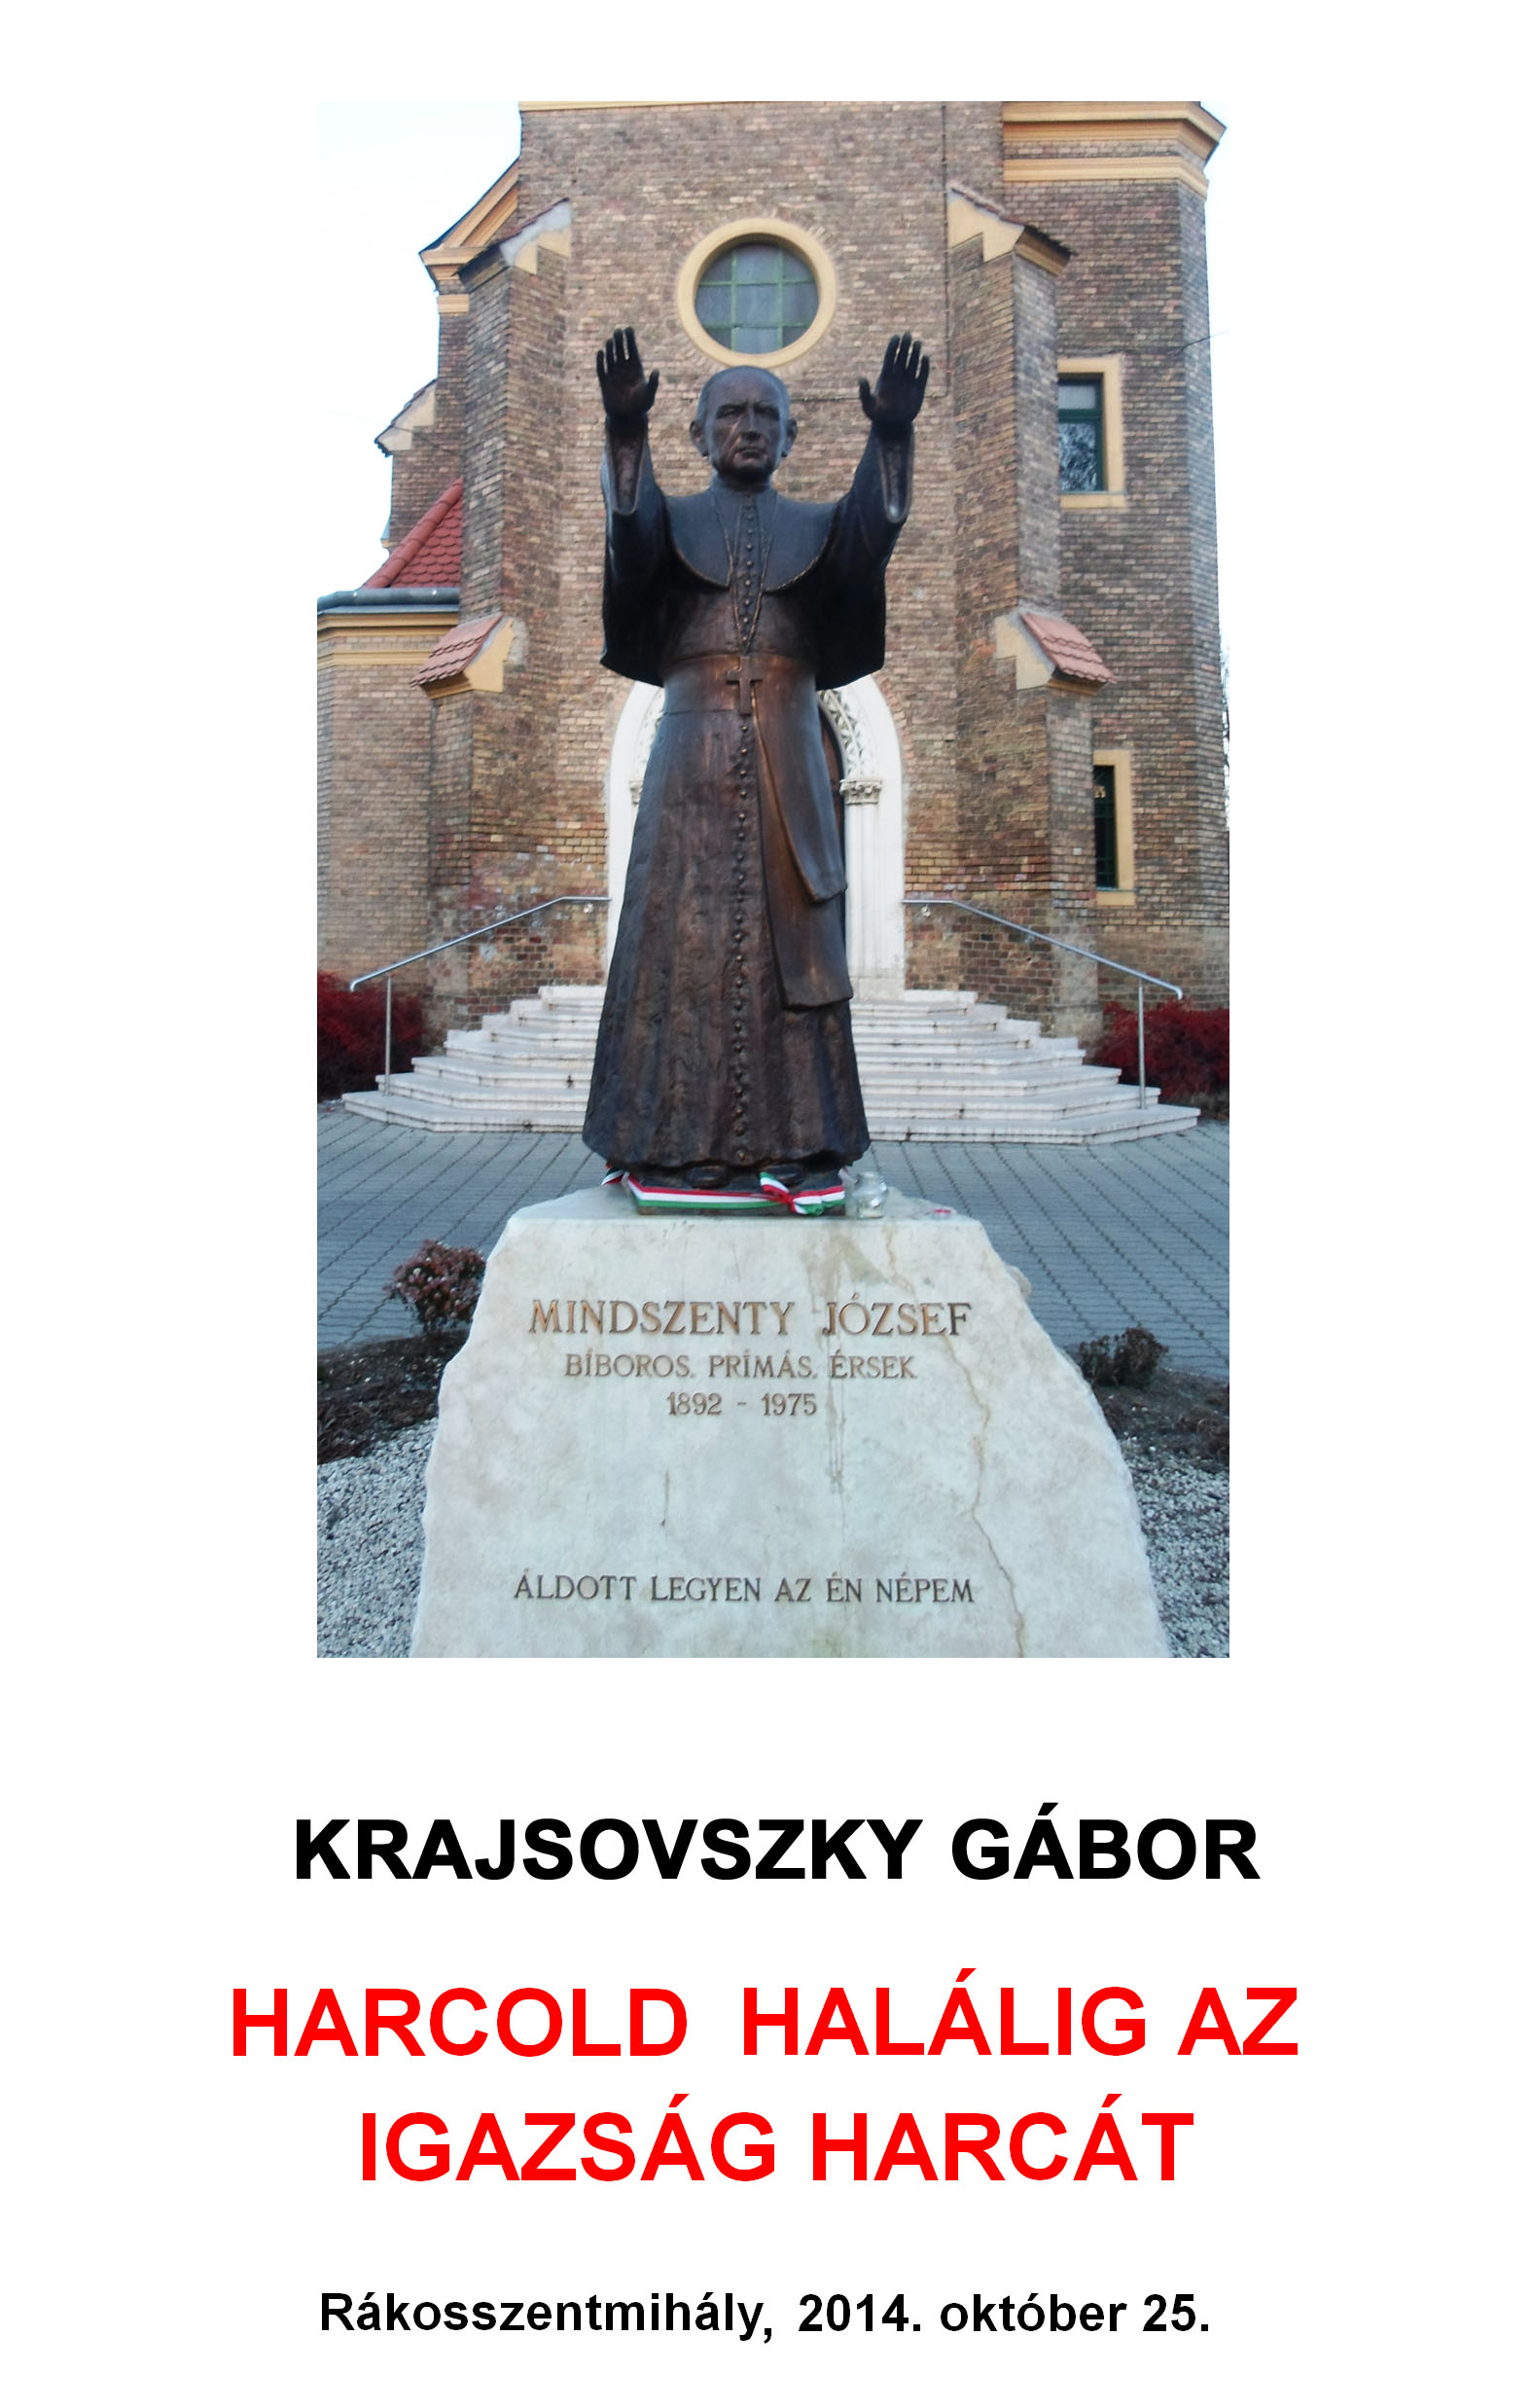 MINDSZENTY JÓZSEF
BÍBOROS, PRÍMÁS, ÉRSEK
1892 - 1975
ÁLDOTT LEGYEN AZ ÉN NÉPEM
KRAJSOVSZKY GÁBOR
HARCOLD HALÁLIG AZ
IGAZSÁG HARCÁT
Rákosszentmihály, 2014. október 25.